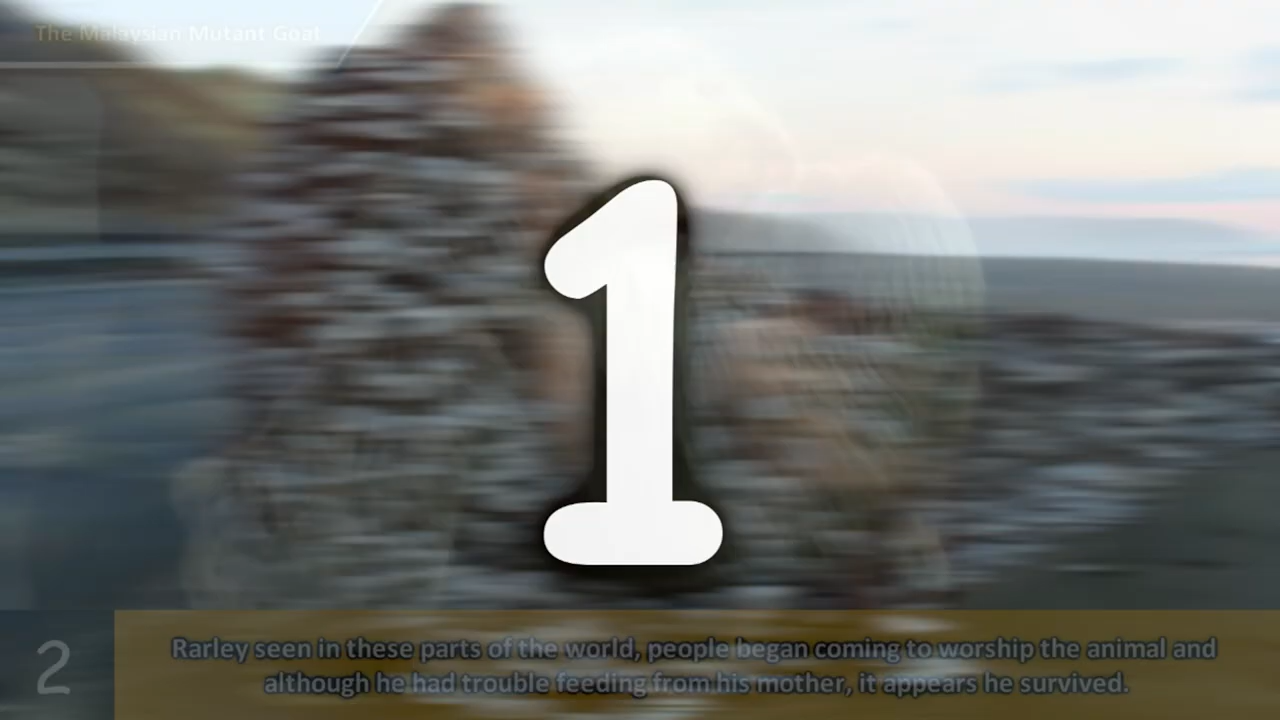 The Malaysian Mutant Goal
1
2
Rarley seen in these parts of the world, people began coming to worship the animal and
although he had trouble feeding from his mother, it appears he survived.